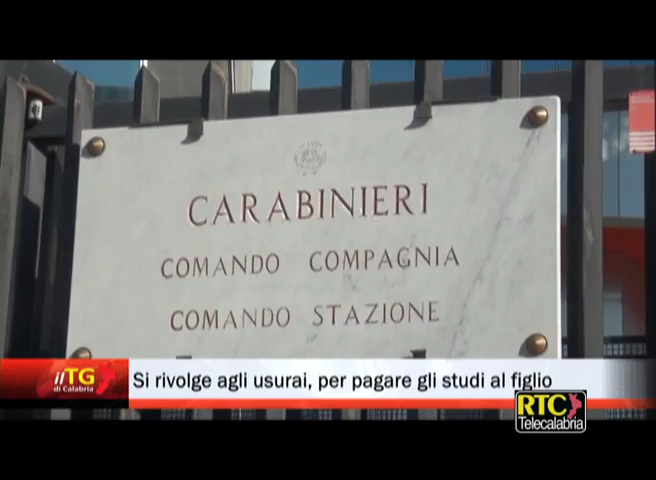 CARABINIERI
COMANDO COMPAGNIA
COMANDO STAZIONE
ilTG
di Calabria
Si rivolge agli usurai, per pagare gli studi al figlio
RTC
Telecalabria